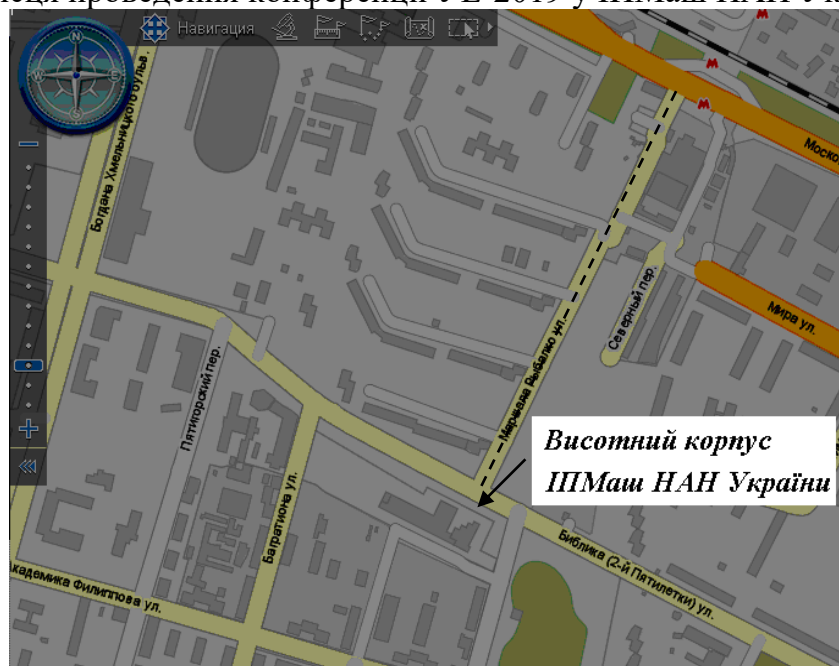 Навигация
N
W
E
S
М
М
М
Моско
Богдана Хмельницкого бульв.
Северный пер.
Мира ул.
Маршала Рыбалко ул.
Пятигорский пер.
Висотний корпус
ІПМаш НАН України
Багратиона ул.
Библика (2-й Пятилетки) ул.
Академика Филиппова ул.